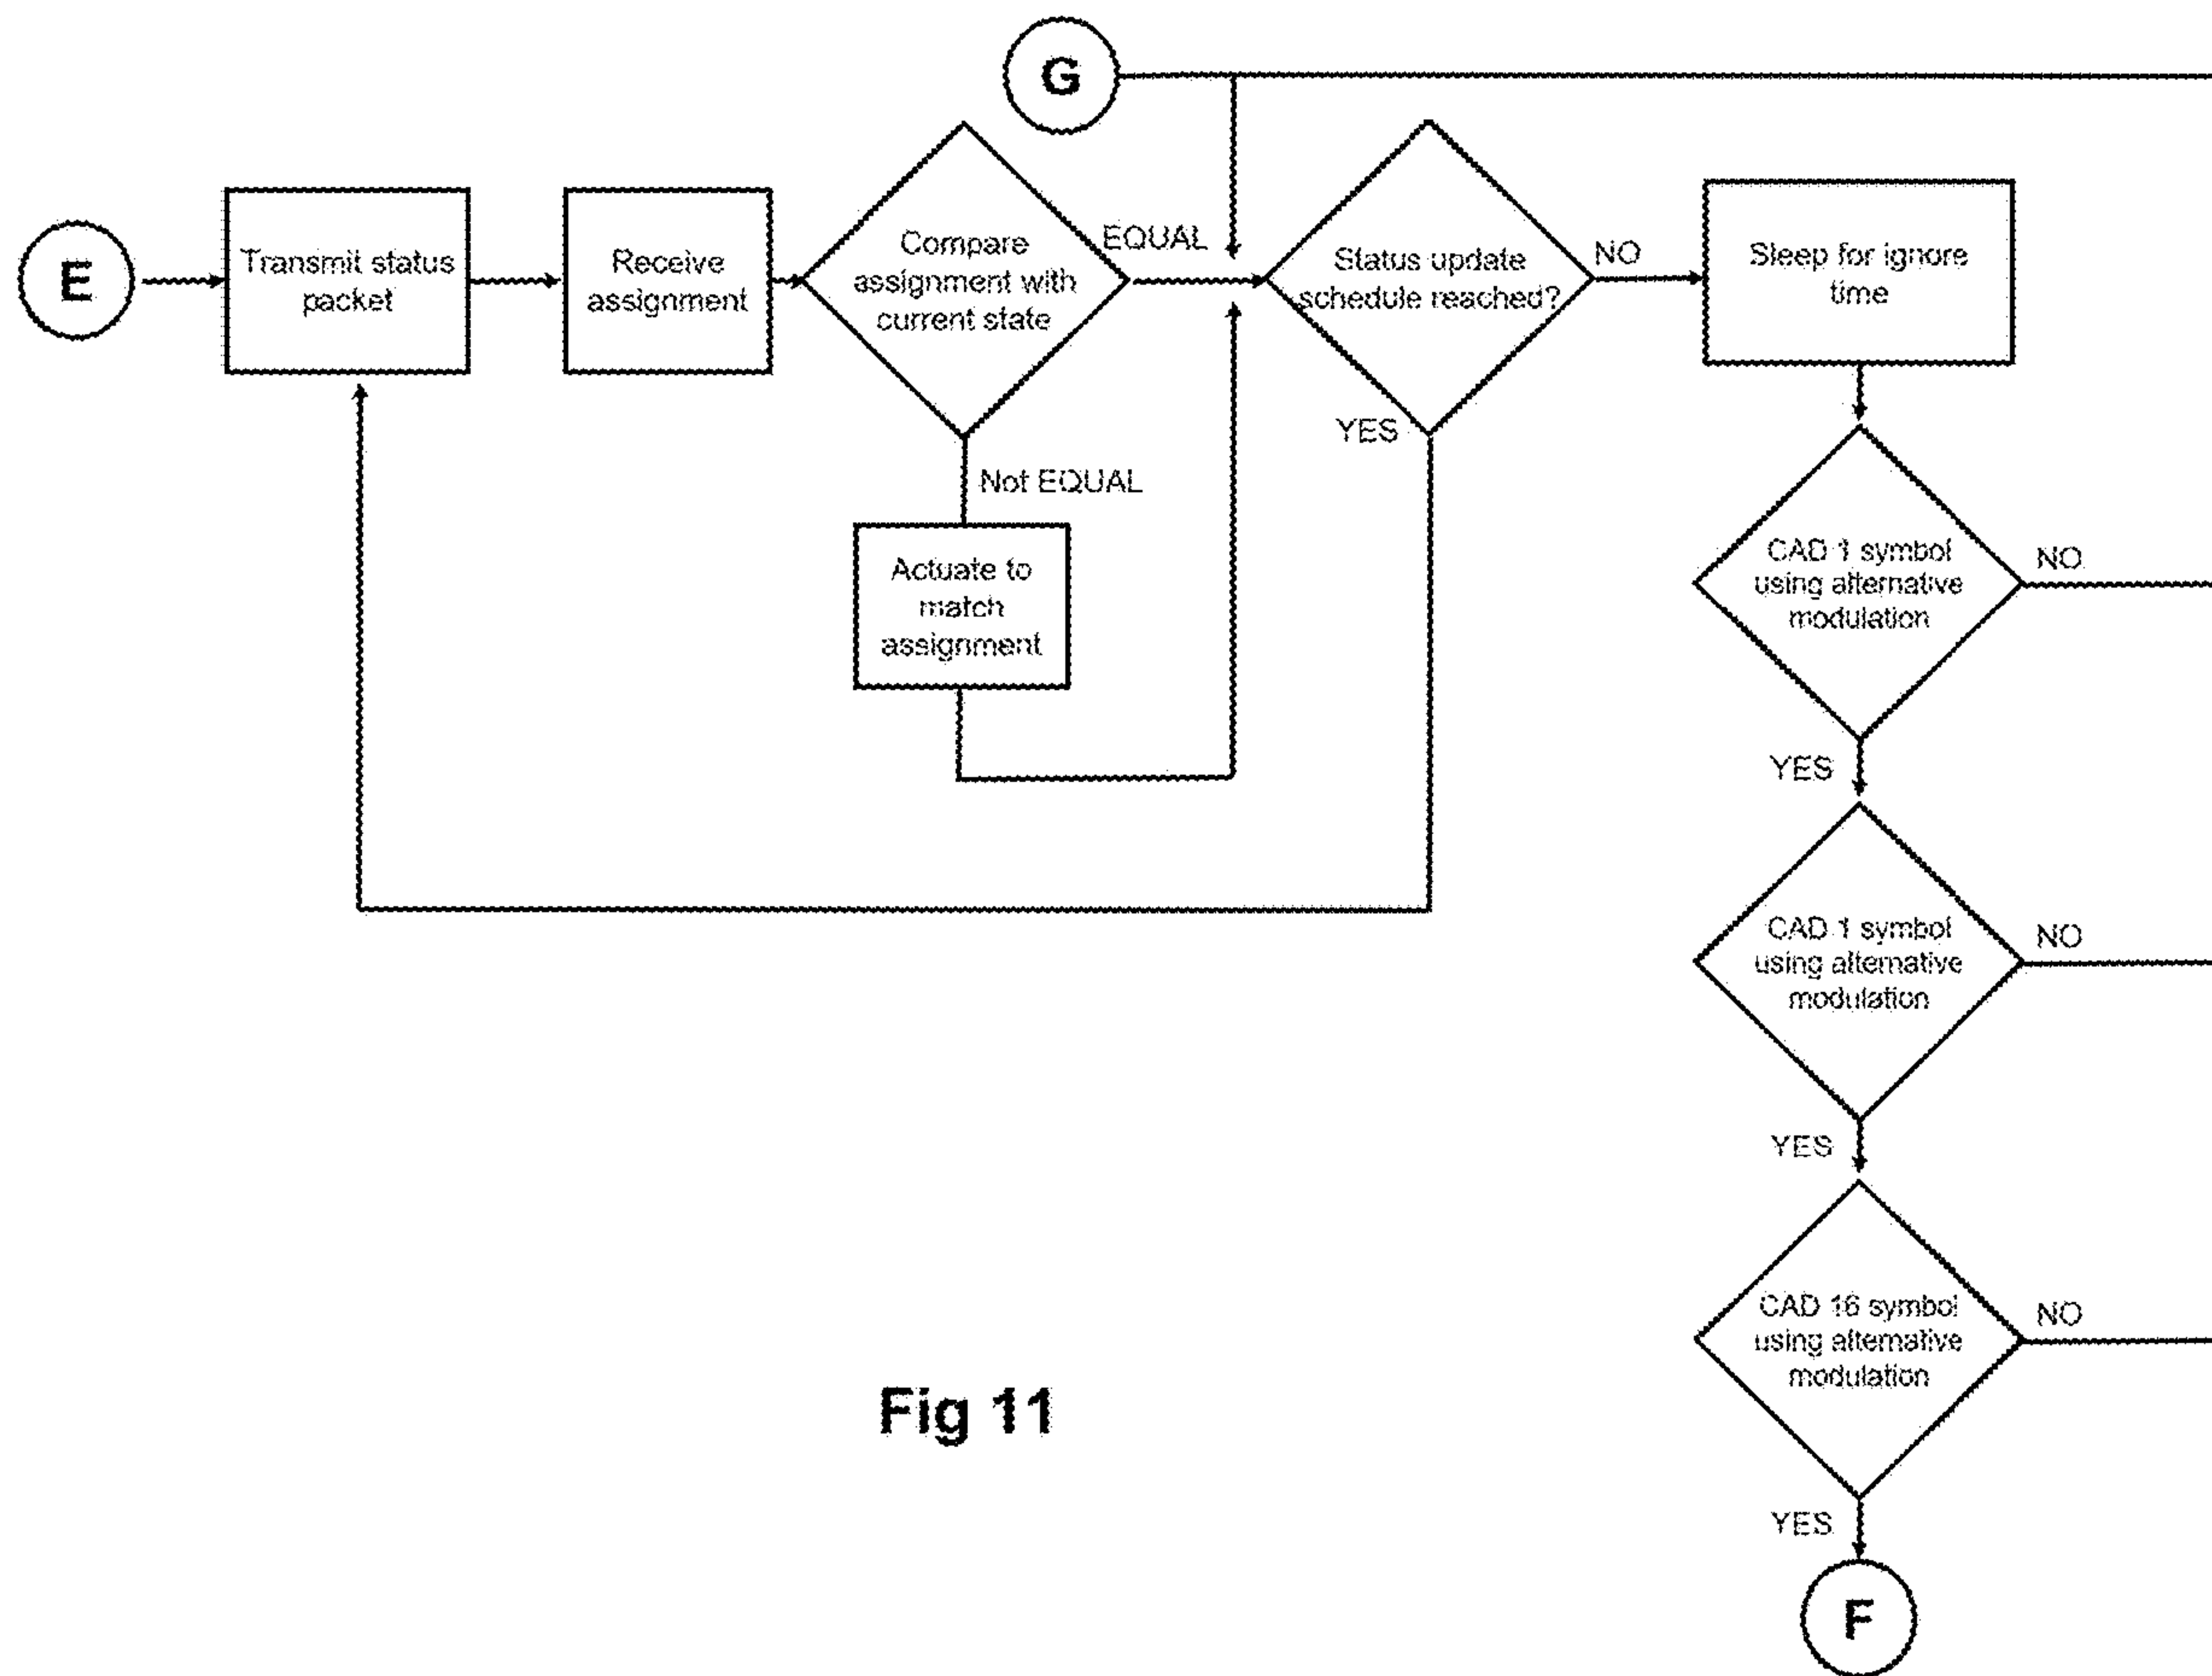 G
E
Transmit status
packet
Receive
assignment
Compare
assignment with
current state
EQUAL
Not EQUAL
Actuate to
match
assignment
Status update
schedule reached?
YES
NO
Sleep for ignore
time
CAD 1 symbol
using alternative
modulation
NO
YES
CAD 1 symbol
using alternative
modulation
NO
YES
CAD 16 symbol
using alternative
modulation
NO
YES
F
Fig 11